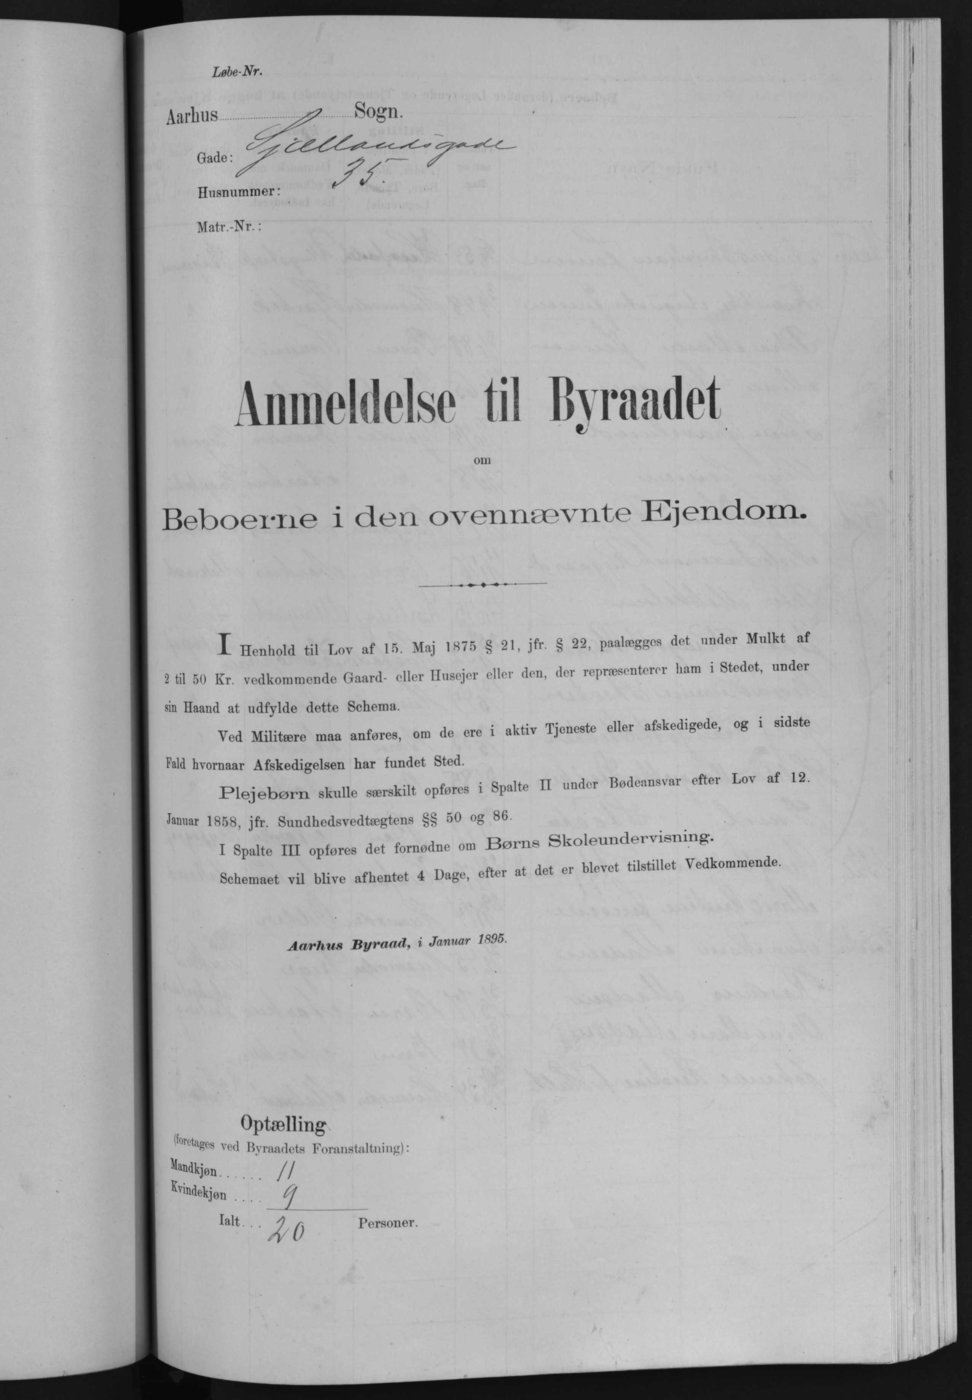 Løbe-Nr.
Aarhus Sogn.
Gade: Sjællandsgade
Husnummer: 35.
Matr.-Nr.:
Anmeldelse til Byraadet
om
Beboerne i den ovennævnte Ejendom.
I Henhold til Lov af 15. Maj 1875 § 21, jfr. § 22, paalægges det under Mulkt af
2 til 50 Kr. vedkommende Gaard- eller Husejer eller den, der repræsenterer ham i Stedet, under
sin Haand at udfylde dette Schema.
Ved Militære maa anføres, om de ere i aktiv Tjeneste eller afskedigede, og i sidste
Fald hvornaar Afskedigelsen har fundet Sted.
Plejebørn skulle særskilt opføres i Spalte II under Bødeansvar efter Lov af 12.
Januar 1858, jfr. Sundhedsvedtægtens §§ 50 og 86.
I Spalte III opføres det fornødne om Børns Skoleundervisning.
Schemaet vil blive afhentet 4 Dage, efter at det er blevet tilstillet Vedkommende.
Aarhus Byraad, i Januar 1895.
Optælling
(foretages ved Byraadets Foranstaltning):
Mandkjøn...... 11
Kvindekjøn.... 9
Ialt... 20 Personer.